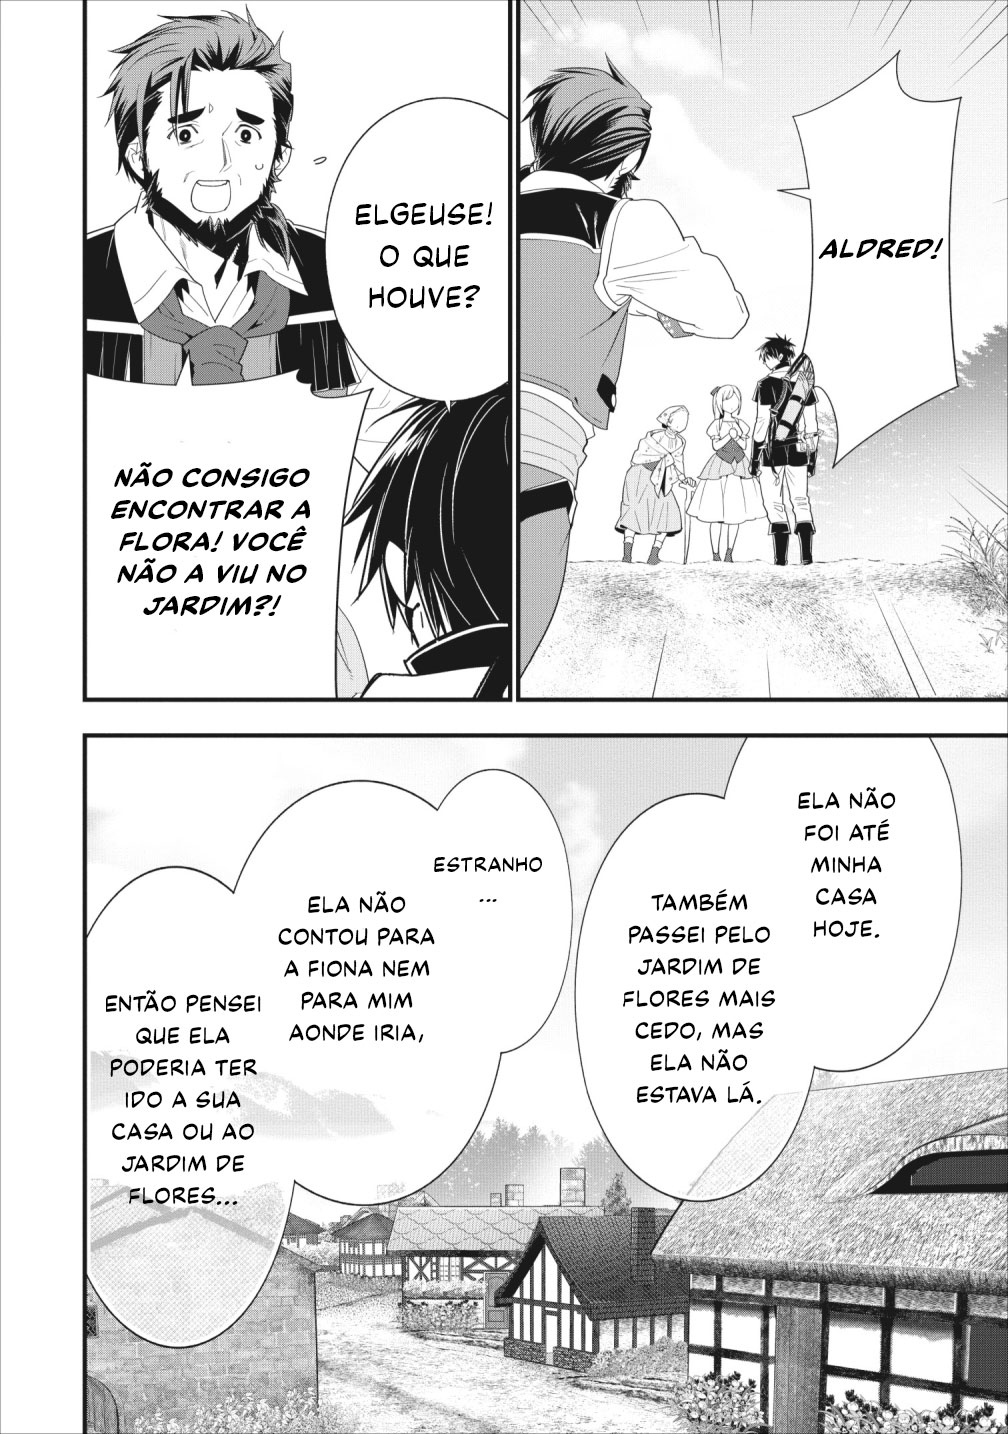 ALDRED!
ELGEUSE!
O QUE
HOUVE?
NÃO CONSIGO
ENCONTRAR A
FLORA! VOCÊ
NÃO A VIU NO
JARDIM?!
ELA NÃO
FOI ATÉ
MINHA
CASA
HOJE.
TAMBÉM
PASSEI PELO
JARDIM DE
FLORES MAIS
CEDO, MAS
ELA NÃO
ESTAVA LÁ.
ESTRANHO
...
ELA NÃO
CONTOU PARA
A FIONA NEM
PARA MIM
AONDE IRIA,
ENTÃO PENSEI
QUE ELA
PODERIA TER
IDO A SUA
CASA OU AO
JARDIM DE
FLORES...